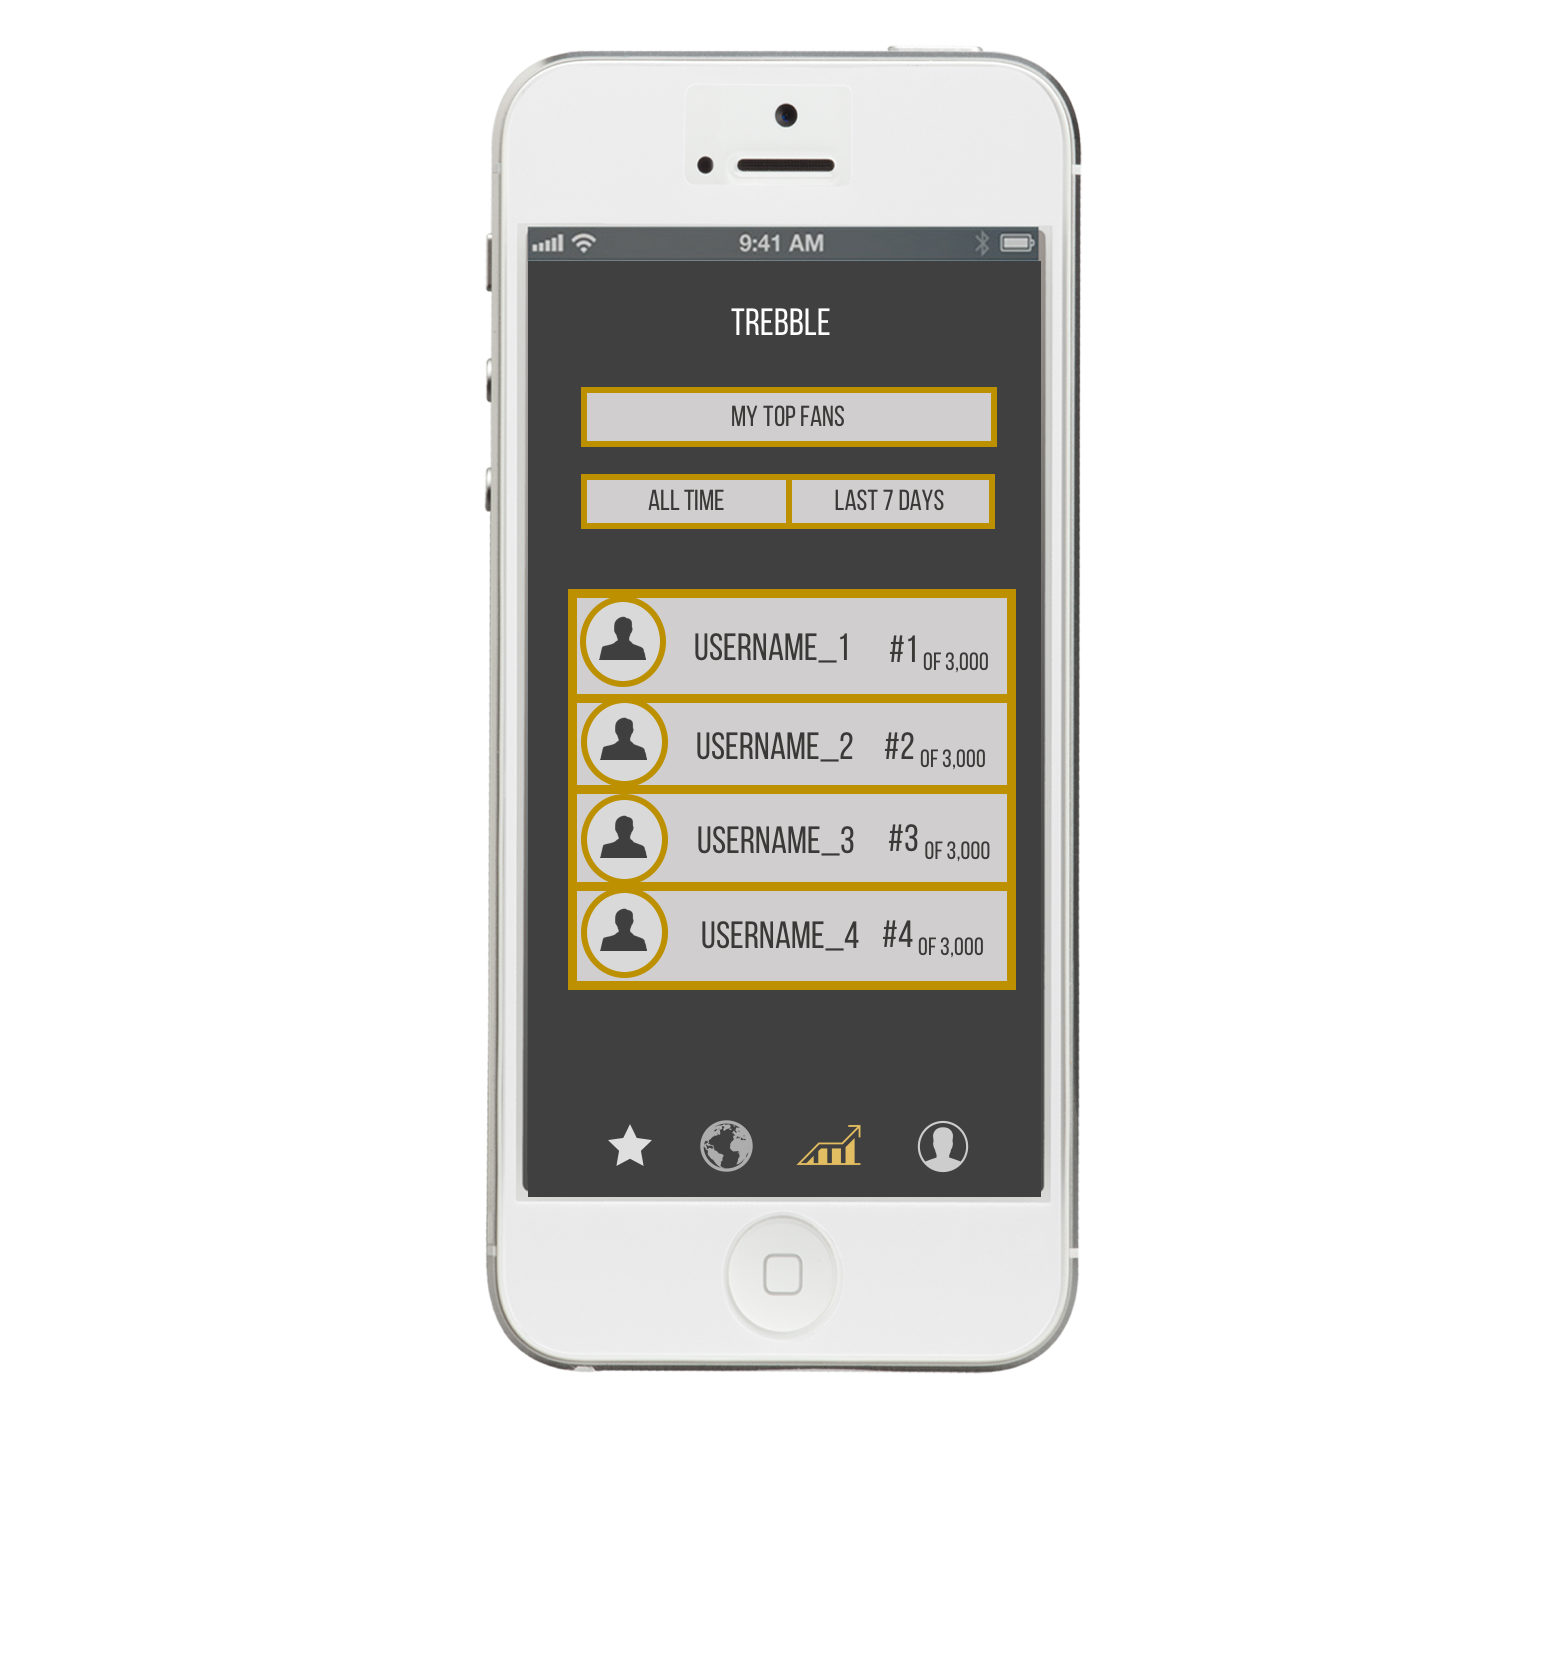 9:41 AM
TREBBLE
MY TOP FANS
ALL TIME LAST 7 DAYS
USERNAME_1 #1 OF 3,000
USERNAME_2 #2 OF 3,000
USERNAME_3 #3 OF 3,000
USERNAME_4 #4 OF 3,000